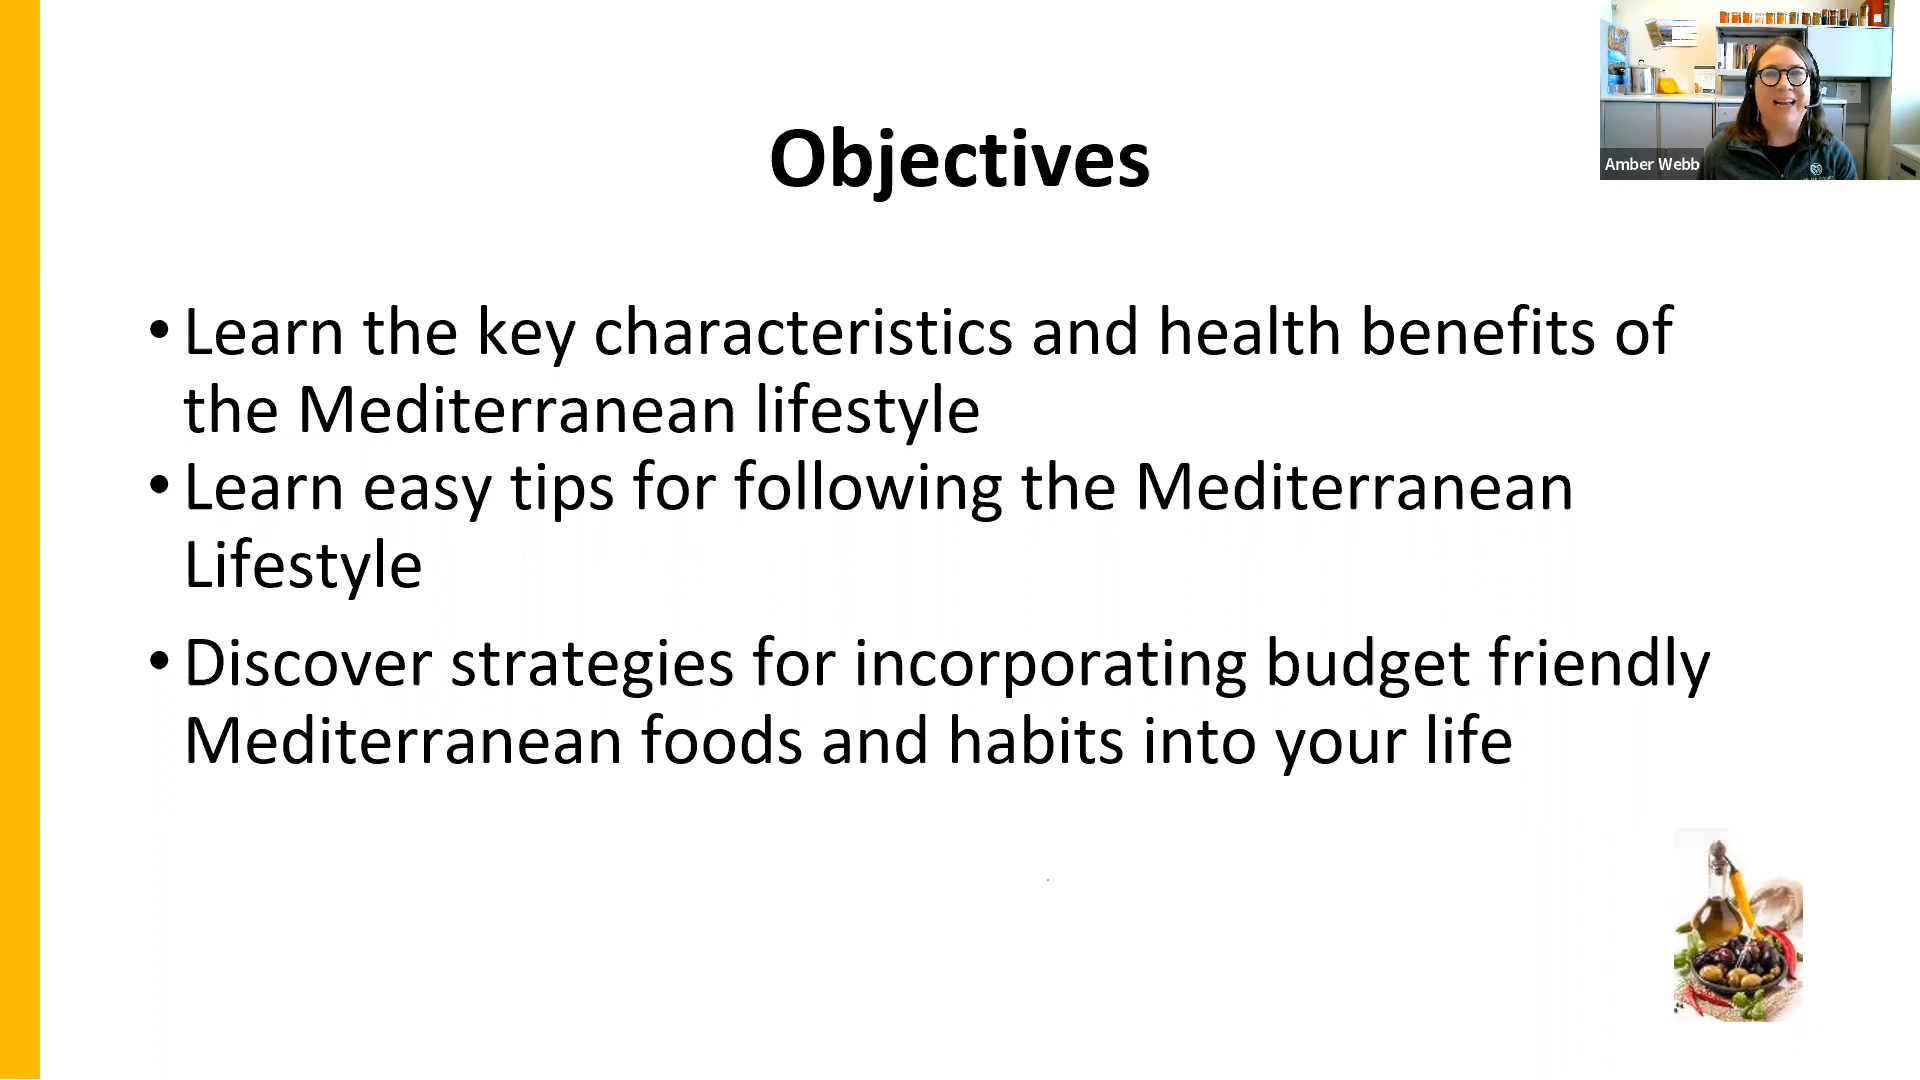 Objectives
Amber Webb
• Learn the key characteristics and health benefits of
the Mediterranean lifestyle
• Learn easy tips for following the Mediterranean
Lifestyle
• Discover strategies for incorporating budget friendly
Mediterranean foods and habits into your life